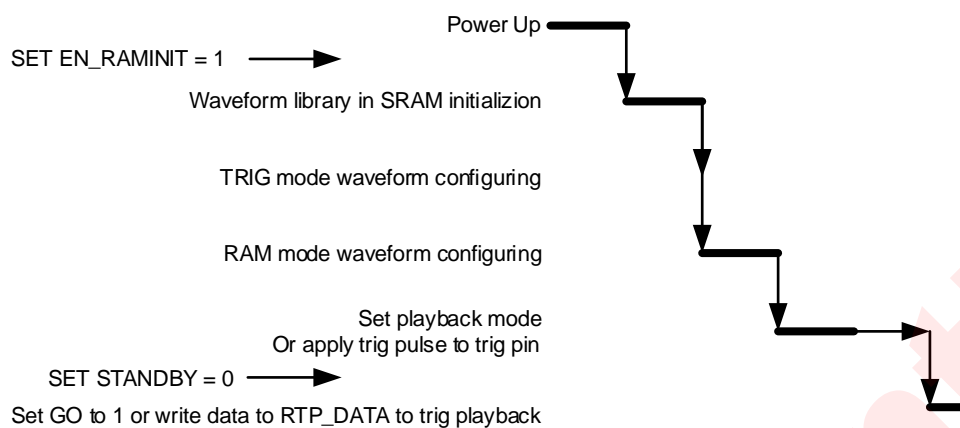 Power Up
SET EN_RAMINIT = 1
Waveform library in SRAM initializion
TRIG mode waveform configuring
RAM mode waveform configuring
Set playback mode
Or apply trig pulse to trig pin
SET STANDBY = 0
Set GO to 1 or write data to RTP_DATA to trig playback